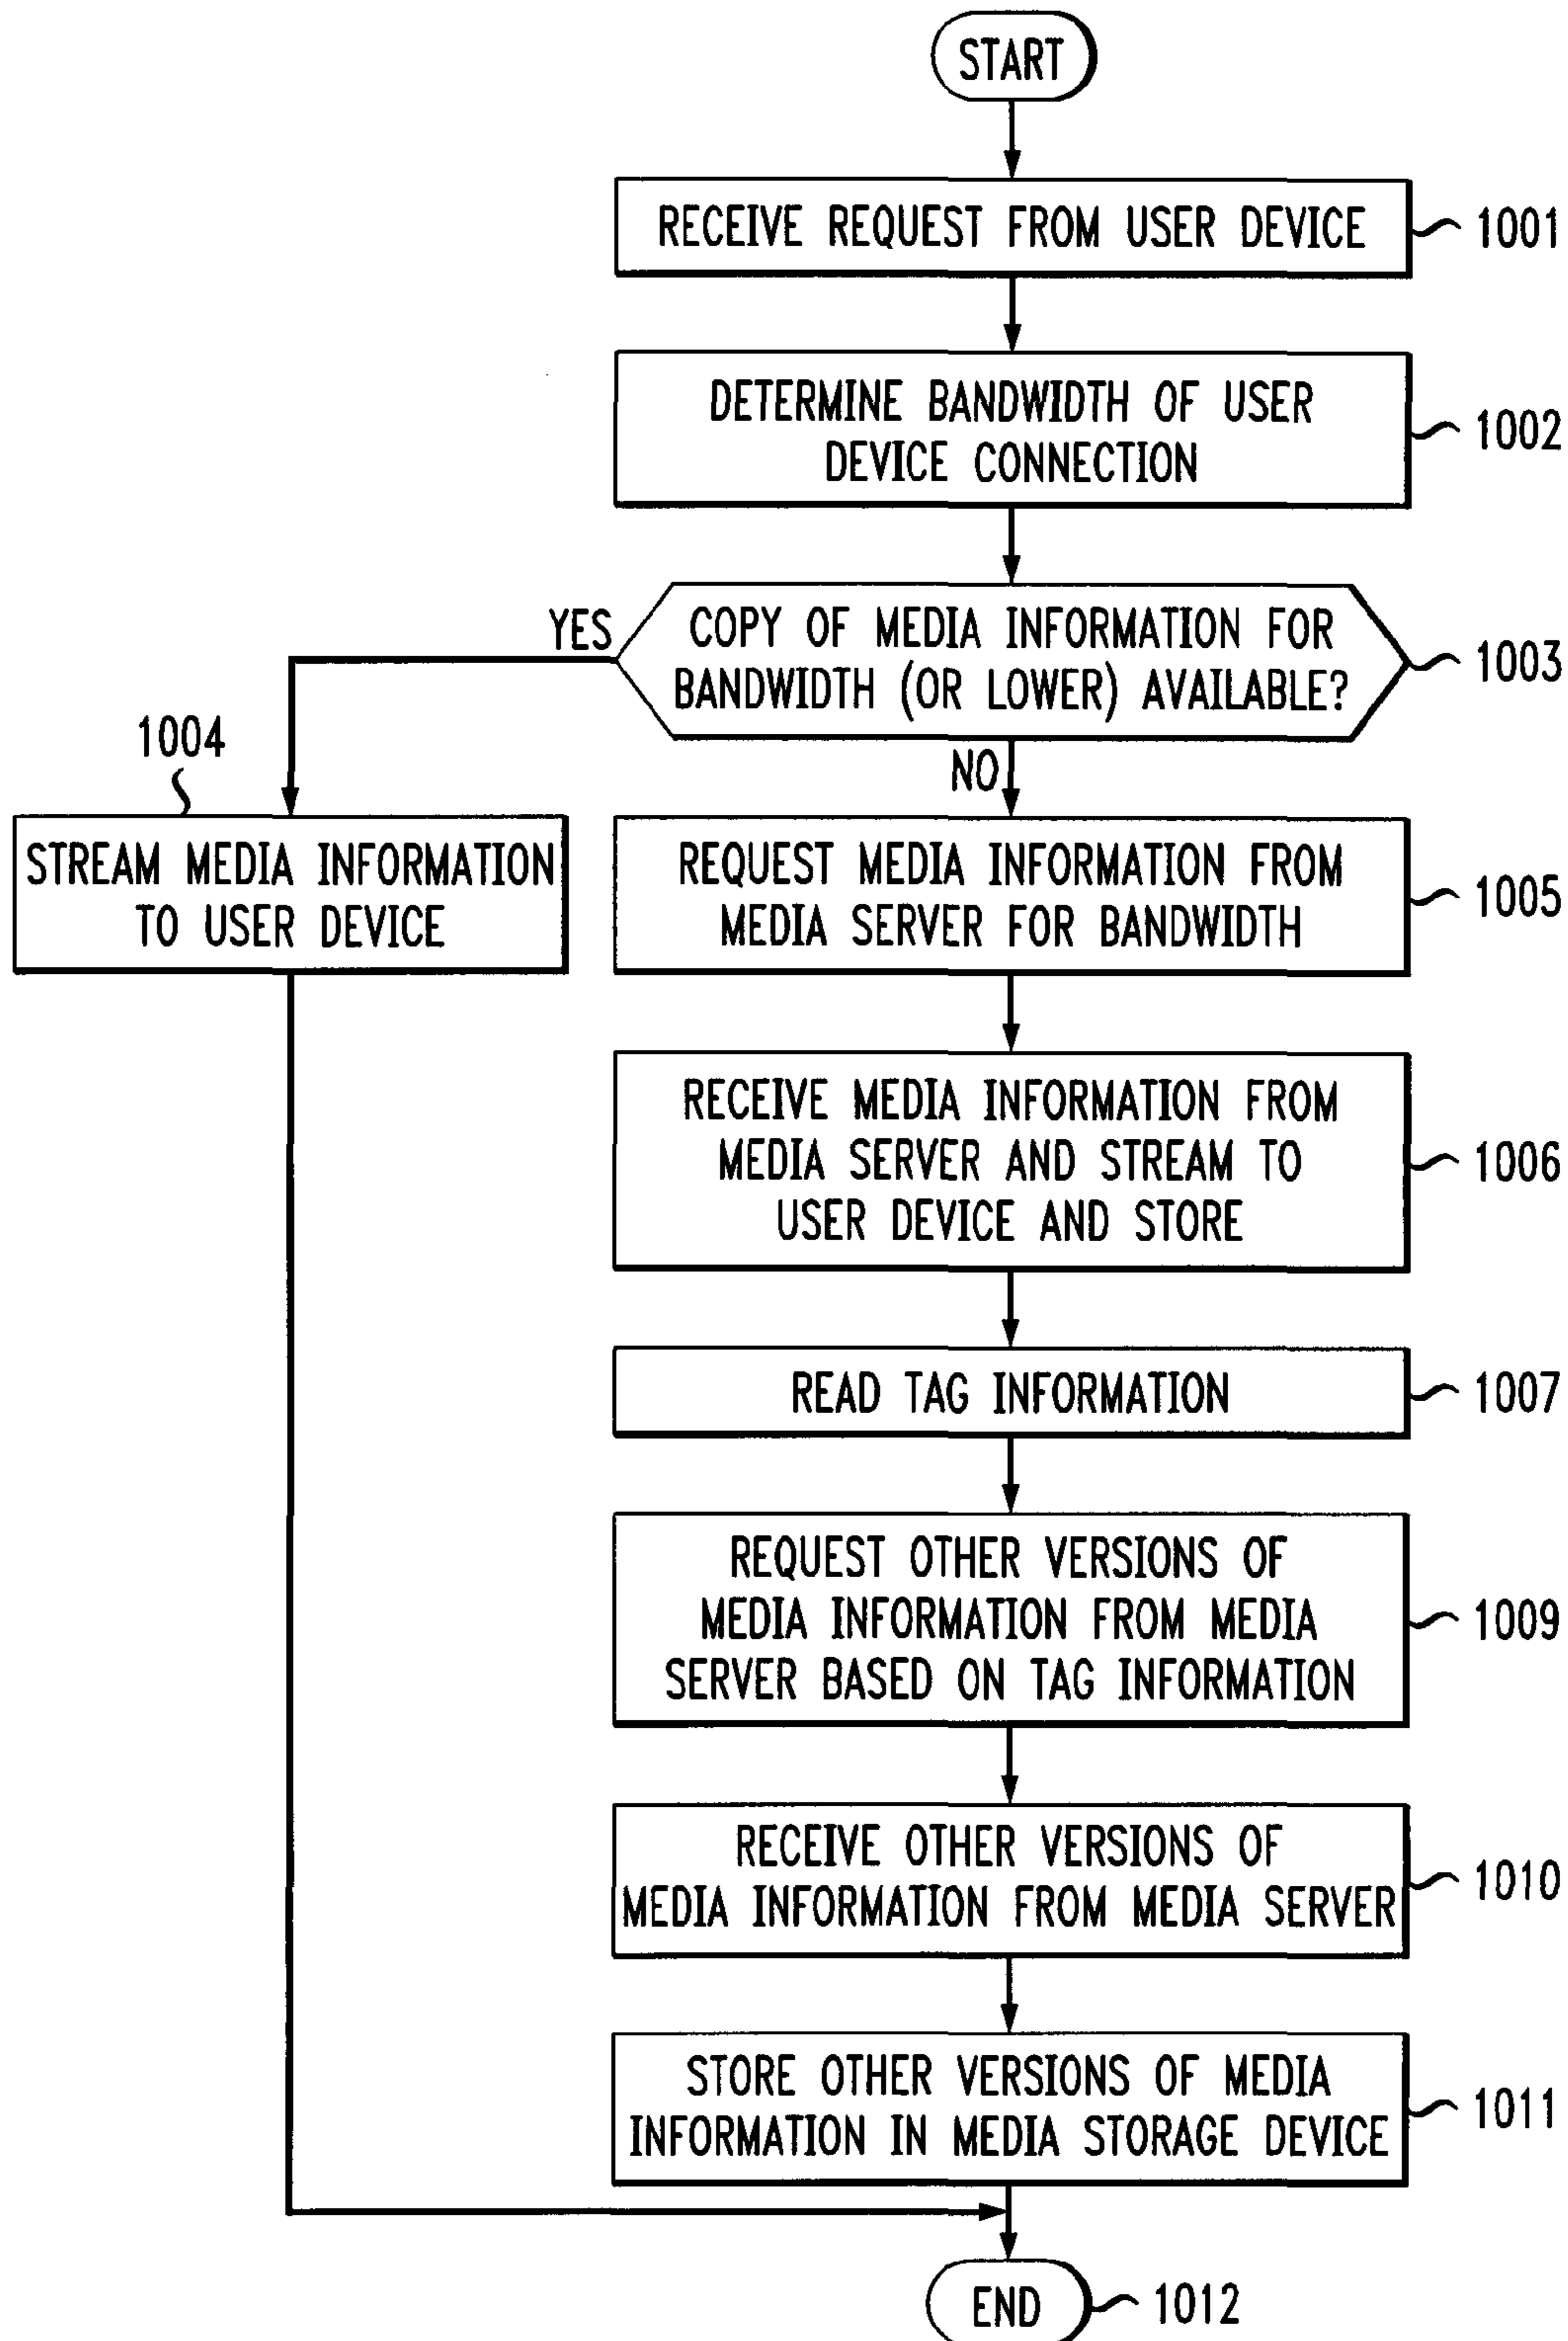 START
RECEIVE REQUEST FROM USER DEVICE
1001
DETERMINE BANDWIDTH OF USER
DEVICE CONNECTION
1002
YES
COPY OF MEDIA INFORMATION FOR
BANDWIDTH (OR LOWER) AVAILABLE?
1003
1004
NO
STREAM MEDIA INFORMATION
TO USER DEVICE
REQUEST MEDIA INFORMATION FROM
MEDIA SERVER FOR BANDWIDTH
1005
RECEIVE MEDIA INFORMATION FROM
MEDIA SERVER AND STREAM TO
USER DEVICE AND STORE
1006
READ TAG INFORMATION
1007
REQUEST OTHER VERSIONS OF
MEDIA INFORMATION FROM MEDIA
SERVER BASED ON TAG INFORMATION
1009
RECEIVE OTHER VERSIONS OF
MEDIA INFORMATION FROM MEDIA SERVER
1010
STORE OTHER VERSIONS OF MEDIA
INFORMATION IN MEDIA STORAGE DEVICE
1011
END
1012